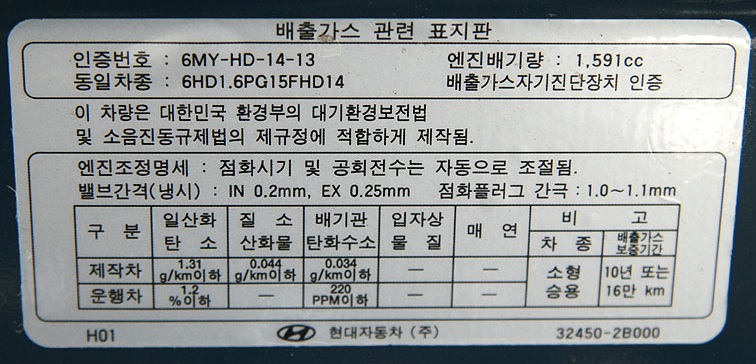 배출가스 관련 표지판
인증번호 : 6MY-HD-14-13 엔진배기량 : 1,591cc
동일차종 : 6HD1.6PG15FHD14 배출가스자기진단장치 인증
이 차량은 대한민국 환경부의 대기환경보전법
및 소음진동규제법의 제규정에 적합하게 제작됨.
엔진조정명세 : 점화시기 및 공회전수는 자동으로 조절됨.
밸브간격(냉시) : IN 0.2mm, EX 0.25mm 점화플러그 간극 : 1.0~1.1mm
구 분 일산화 탄 소 질 소 산화물 배기관 탄화수소 입자상 물 질 매 연 비 고
차 종 배출가스 보증기간
제작차 1.31 g/km이하 0.044 g/km이하 0.034 g/km이하 — — 소형 승용 10년 또는 16만 km
운행차 1.2 %이하 — 220 PPM이하 — —
H01 현대자동차 (주) 32450-2B000